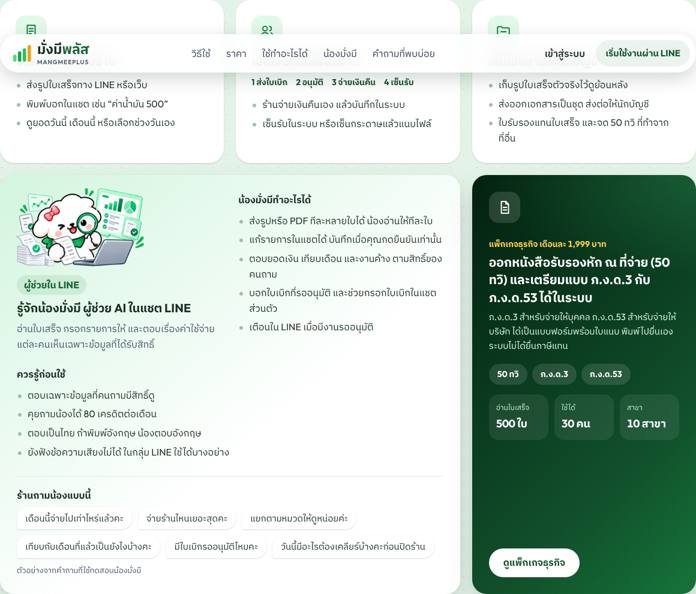 มั่งมีพลัส
MANGMEEPLUS
วิธีใช้
ราคา
ใช้ทำอะไรได้
น้องมั่งมี
คำถามที่พบบ่อย
เข้าสู่ระบบ
เริ่มใช้งานผ่าน LINE
ส่งรูปใบเสร็จทาง LINE หรือเว็บ
พิมพ์บอกในแชต เช่น “ค่าน้ำมัน 500”
ดูยอดวันนี้ เดือนนี้ หรือเลือกช่วงวันเอง
1 ส่งใบเบิก 2 อนุมัติ 3 จ่ายเงินคืน 4 เซ็นรับ
ร้านจ่ายเงินคืนเอง แล้วบันทึกในระบบ
เซ็นรับในระบบ หรือเซ็นกระดาษแล้วแนบไฟล์
เก็บรูปใบเสร็จตัวจริงไว้ดูย้อนหลัง
ส่งออกเอกสารเป็นชุด ส่งต่อให้นักบัญชี
ใบรับรองแทนใบเสร็จ และจด 50 ทวิ ที่ทำจาก
ที่อื่น
ผู้ช่วยใน LINE
รู้จักน้องมั่งมี ผู้ช่วย AI ในแชต LINE
อ่านใบเสร็จ กรอกรายการให้ และตอบเรื่องค่าใช้จ่าย
แต่ละคนเห็นเฉพาะข้อมูลที่ได้รับสิทธิ์
น้องมั่งมีทำอะไรได้
ส่งรูปหรือ PDF ทีละหลายใบได้ น้องอ่านให้ทีละใบ
แก้รายการในแชตได้ บันทึกเมื่อคุณกดยืนยันเท่านั้น
ตอบยอดเงิน เทียบเดือน และงานค้าง ตามสิทธิ์ของ
คนถาม
บอกใบเบิกที่รออนุมัติ และช่วยกรอกใบเบิกในแชต
ส่วนตัว
เตือนใน LINE เมื่อมีงานรออนุมัติ
ควรรู้ก่อนใช้
ตอบเฉพาะข้อมูลที่คนถามมีสิทธิ์ดู
คุยถามน้องได้ 80 เครดิตต่อเดือน
ตอบเป็นไทย ถ้าพิมพ์อังกฤษ น้องตอบอังกฤษ
ยังฟังข้อความเสียงไม่ได้ ในกลุ่ม LINE ใช้ได้บางอย่าง
ร้านถามน้องแบบนี้
เดือนนี้จ่ายไปเท่าไหร่แล้วคะ
จ่ายร้านไหนเยอะสุดคะ
แยกตามหมวดให้ดูหน่อยค่ะ
เทียบกับเดือนที่แล้วเป็นยังไงบ้างคะ
มีใบเบิกรออนุมัติไหมคะ
วันนี้มีอะไรต้องเคลียร์บ้างคะก่อนปิดร้าน
ตัวอย่างจากคำถามที่ใช้ทดสอบน้องมั่งมี
แพ็กเกจธุรกิจ เดือนละ 1,999 บาท
ออกหนังสือรับรองหัก ณ ที่จ่าย (50
ทวิ) และเตรียมแบบ ภ.ง.ด.3 กับ
ภ.ง.ด.53 ได้ในระบบ
ภ.ง.ด.3 สำหรับจ่ายให้บุคคล ภ.ง.ด.53 สำหรับจ่ายให้
บริษัท ได้เป็นแบบฟอร์มพร้อมใบแนบ พิมพ์ไปยื่นเอง
ระบบไม่ได้ยื่นภาษีแทน
50 ทวิ
ภ.ง.ด.3
ภ.ง.ด.53
อ่านใบเสร็จ
500 ใบ
ใช้ได้
30 คน
สาขา
10 สาขา
ดูแพ็กเกจธุรกิจ